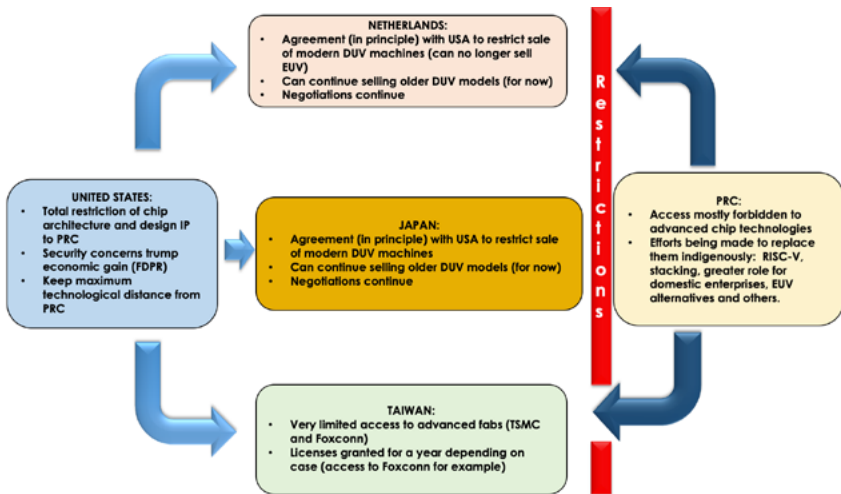 NETHERLANDS:
• Agreement (in principle) with USA to restrict sale
of modern DUV machines (can no longer sell
EUV)
• Can continue selling older DUV models (for now)
• Negotiations continue
UNITED STATES:
• Total restriction of chip
architecture and design IP
to PRC
• Security concerns trump
economic gain (FDPR)
• Keep maximum
technological distance from
PRC
JAPAN:
• Agreement (in principle) with USA to restrict sale
of modern DUV machines
• Can continue selling older DUV models (for now)
• Negotiations continue
Restrictions
PRC:
• Access mostly forbidden to
advanced chip technologies
• Efforts being made to replace
them indigenously: RISC-V,
stacking, greater role for
domestic enterprises, EUV
alternatives and others.
TAIWAN:
• Very limited access to advanced fabs (TSMC
and Foxconn)
• Licenses granted for a year depending on
case (access to Foxconn for example)